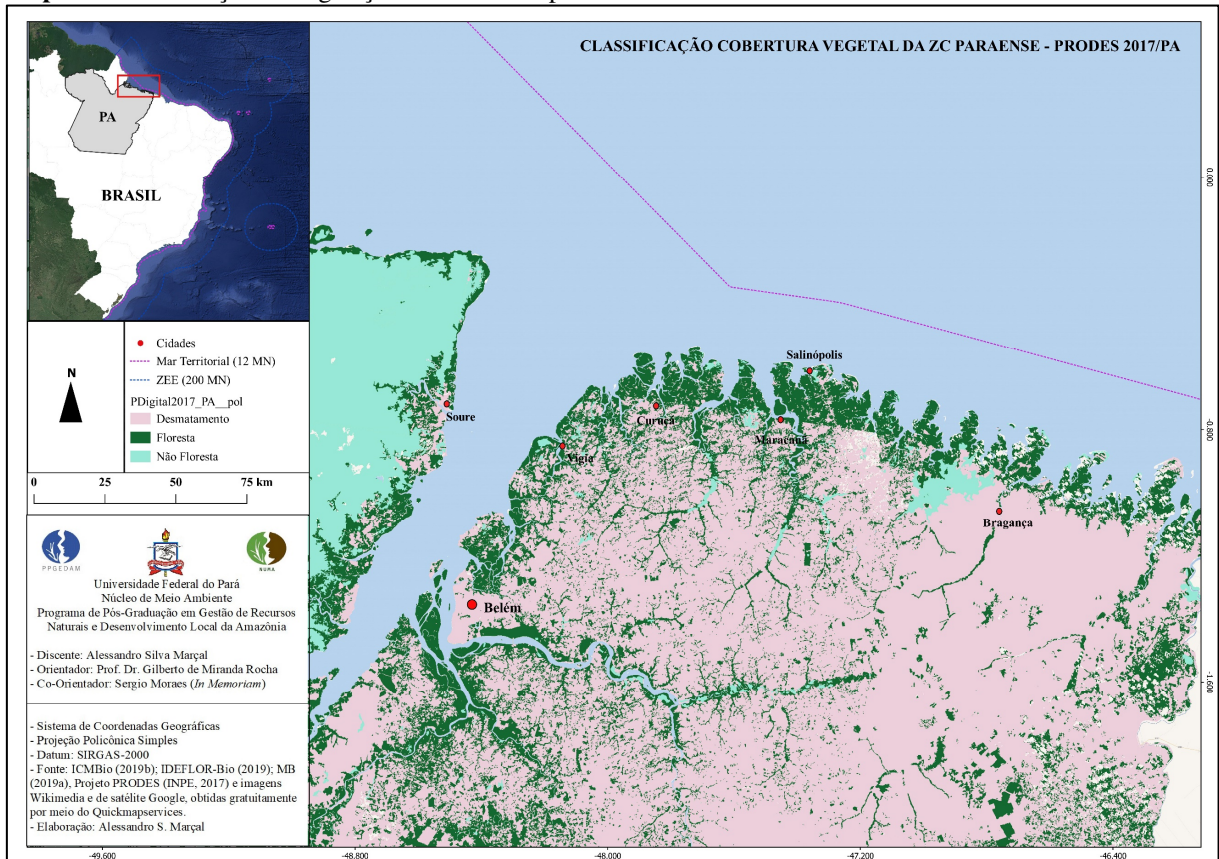 CLASSIFICAÇÃO COBERTURA VEGETAL DA ZC PARAENSE - PRODES 2017/PA
PA
BRASIL
N
Cidades
Mar Territorial (12 MN)
ZEE (200 MN)
PDigital2017_PA__pol
Desmatamento
Floresta
Não Floresta
0 25 50 75 km
PPGEDAM
NUMA
Universidade Federal do Pará
Núcleo de Meio Ambiente
Programa de Pós-Graduação em Gestão de Recursos
Naturais e Desenvolvimento Local da Amazônia
- Discente: Alessandro Silva Marçal
- Orientador: Prof. Dr. Gilberto de Miranda Rocha
- Co-Orientador: Sergio Moraes (In Memoriam)
- Sistema de Coordenadas Geográficas
- Projeção Policônica Simples
- Datum: SIRGAS-2000
- Fonte: ICMBio (2019b); IDEFLOR-Bio (2019); MB
(2019a), Projeto PRODES (INPE, 2017) e imagens
Wikimedia e de satélite Google, obtidas gratuitamente
por meio do Quickmapservices.
- Elaboração: Alessandro S. Marçal
Salinópolis
Soure
Curuçá
Maracanã
Vigia
Bragança
Belém
0.000
-0.800
-1.600
-49.600
-48.800
-48.000
-47.200
-46.400